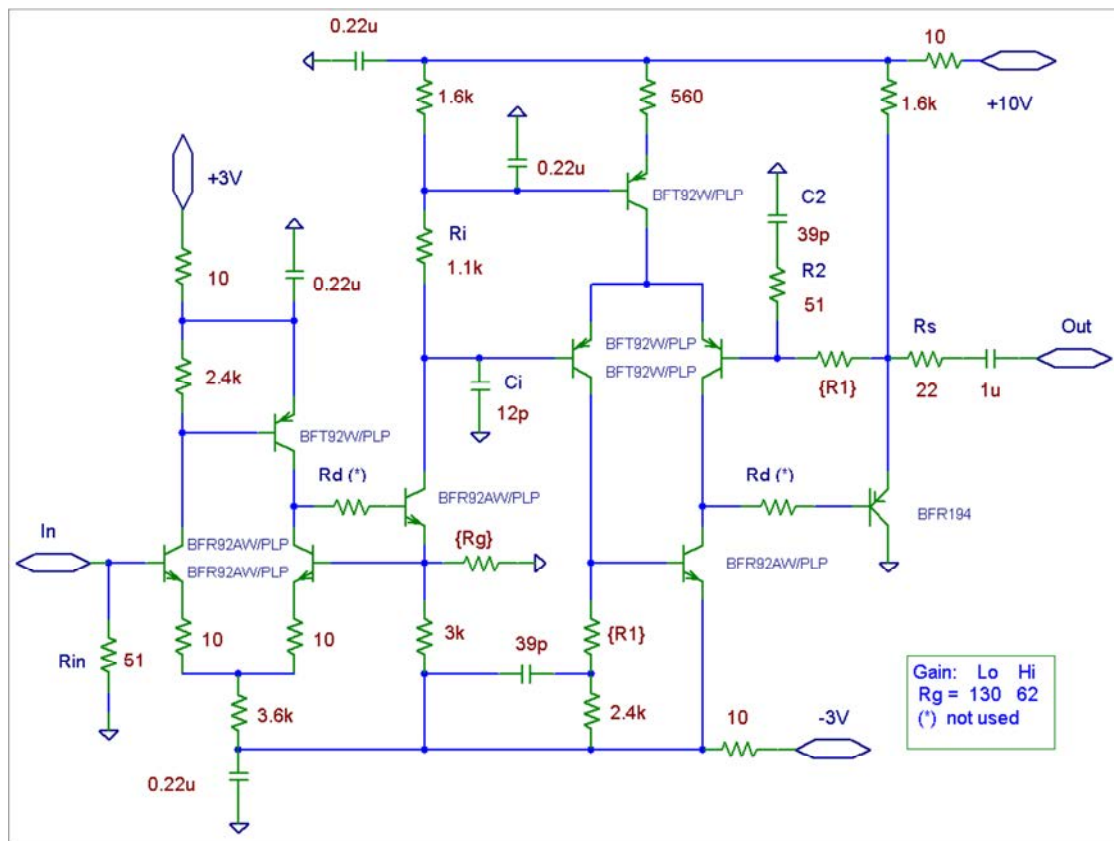 0.22u
10
1.6k
560
1.6k
+10V
+3V
0.22u
BFT92W/PLP
C2
39p
10
Ri
1.1k
R2
51
0.22u
2.4k
Rs
Out
BFT92W/PLP
BFT92W/PLP
{R1}
22
1u
Ci
12p
BFT92W/PLP
Rd (*)
BFR92AW/PLP
Rd (*)
BFR194
In
BFR92AW/PLP
BFR92AW/PLP
{Rg}
BFR92AW/PLP
10
10
3k
39p
{R1}
Rin
51
3.6k
2.4k
10
-3V
0.22u
Gain: Lo Hi
Rg = 130 62
(*) not used